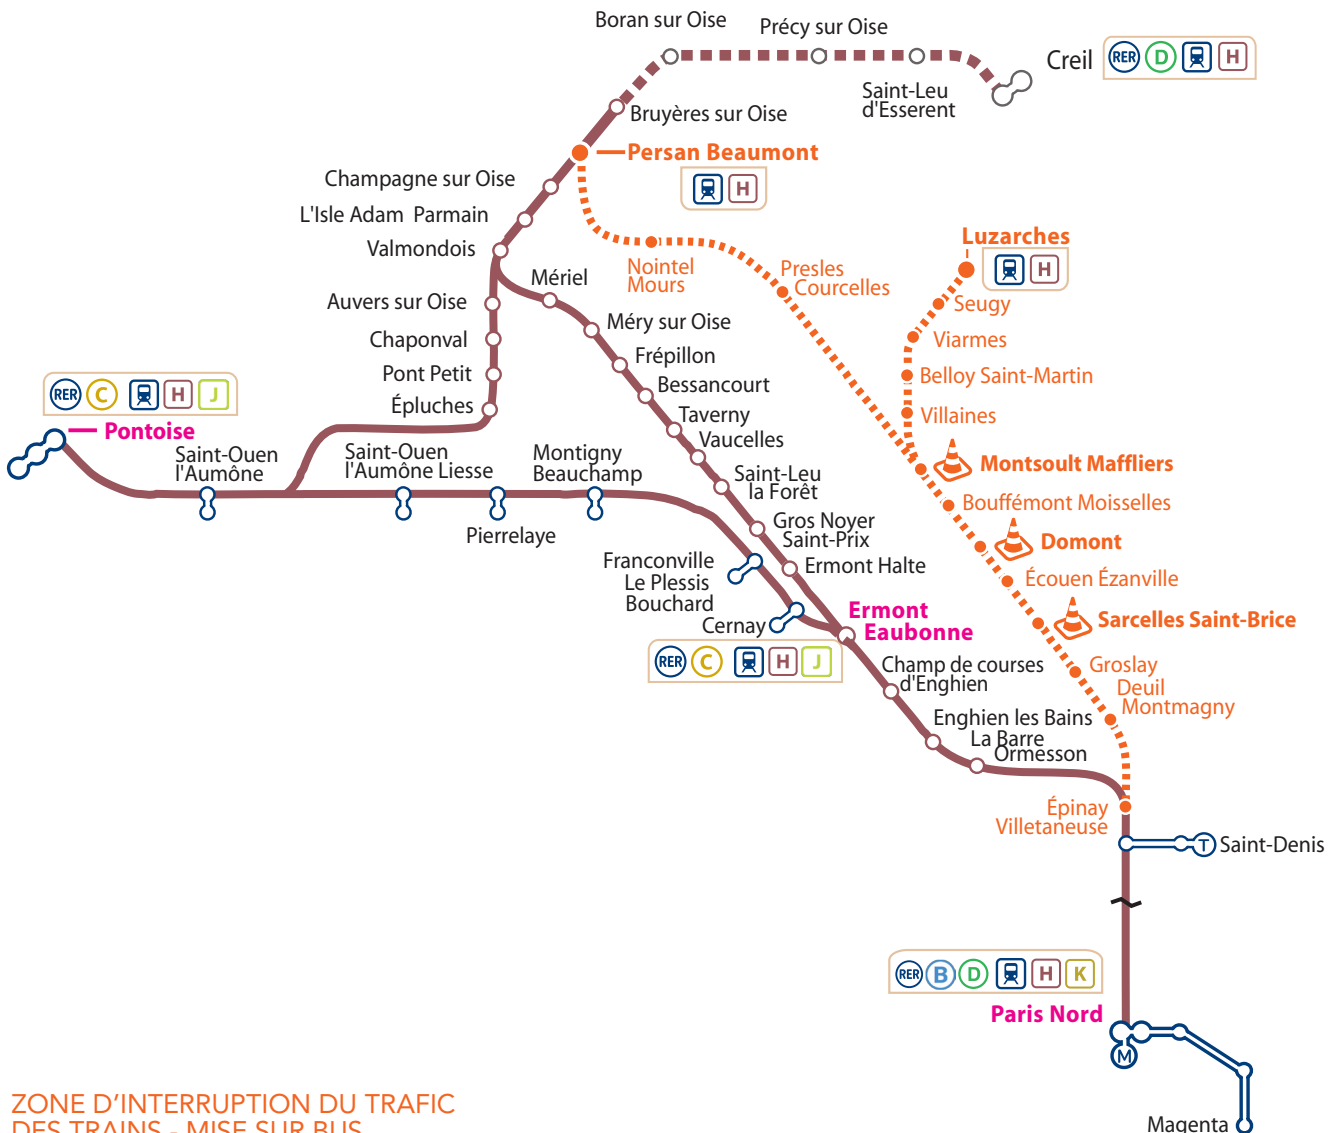 Boran sur Oise
Précy sur Oise
Creil
RER D H
Saint-Leu
d'Esserent
Bruyères sur Oise
Persan Beaumont
H
Champagne sur Oise
L'Isle Adam Parmain
Valmondois
Luzarches
H
Nointel
Mours
Presles
Courcelles
Mériel
Auvers sur Oise
Seugy
Méry sur Oise
Chaponval
Viarmes
Frépillon
Pont Petit
Belloy Saint-Martin
Bessancourt
RER C H J
Épluches
Villaines
Taverny
Pontoise
Vaucelles
Saint-Ouen
l'Aumône
Saint-Ouen
l'Aumône Liesse
Montigny
Beauchamp
Montsoult Maffliers
Saint-Leu
la Forêt
Bouffémont Moisselles
Gros Noyer
Saint-Prix
Pierrelaye
Domont
Franconville
Le Plessis
Bouchard
Ermont Halte
Écouen Ézanville
Cernay
Ermont
Eaubonne
Sarcelles Saint-Brice
RER C H J
Champ de courses
d'Enghien
Groslay
Deuil
Montmagny
Enghien les Bains
La Barre
Ormesson
Épinay
Villetaneuse
T Saint-Denis
RER B D H K
Paris Nord
M
Magenta
ZONE D'INTERRUPTION DU TRAFIC
DES TRAINS - MISE SUR BUS